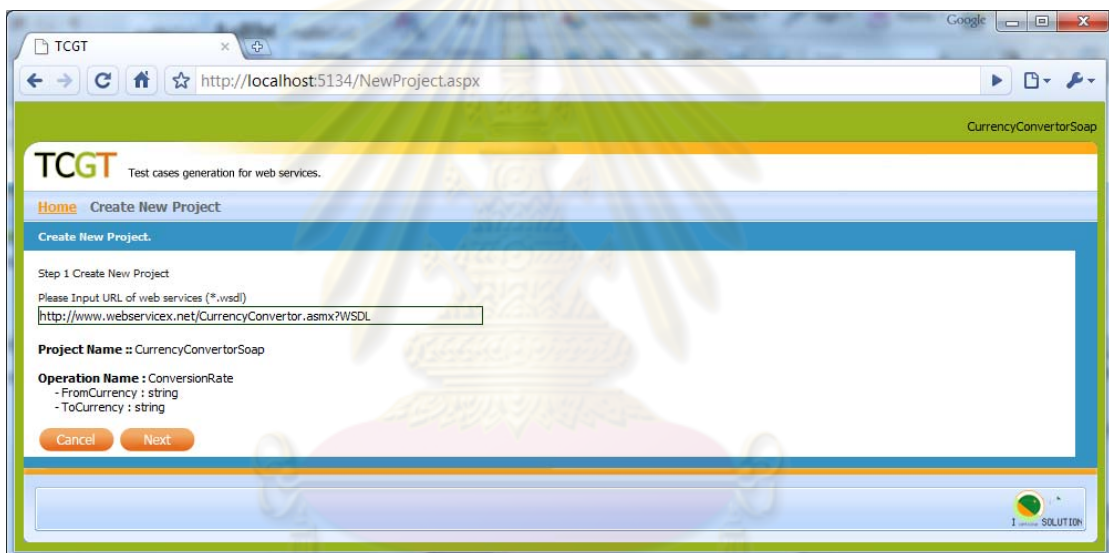 Google
TCGT
http://localhost:5134/NewProject.aspx
CurrencyConvertorSoap
TCGT Test cases generation for web services.
Home Create New Project
Create New Project.
Step 1 Create New Project
Please Input URL of web services (*.wsdl)
http://www.webservicex.net/CurrencyConvertor.asmx?WSDL
Project Name :: CurrencyConvertorSoap
Operation Name : ConversionRate
- FromCurrency : string
- ToCurrency : string
Cancel Next
SOLUTION